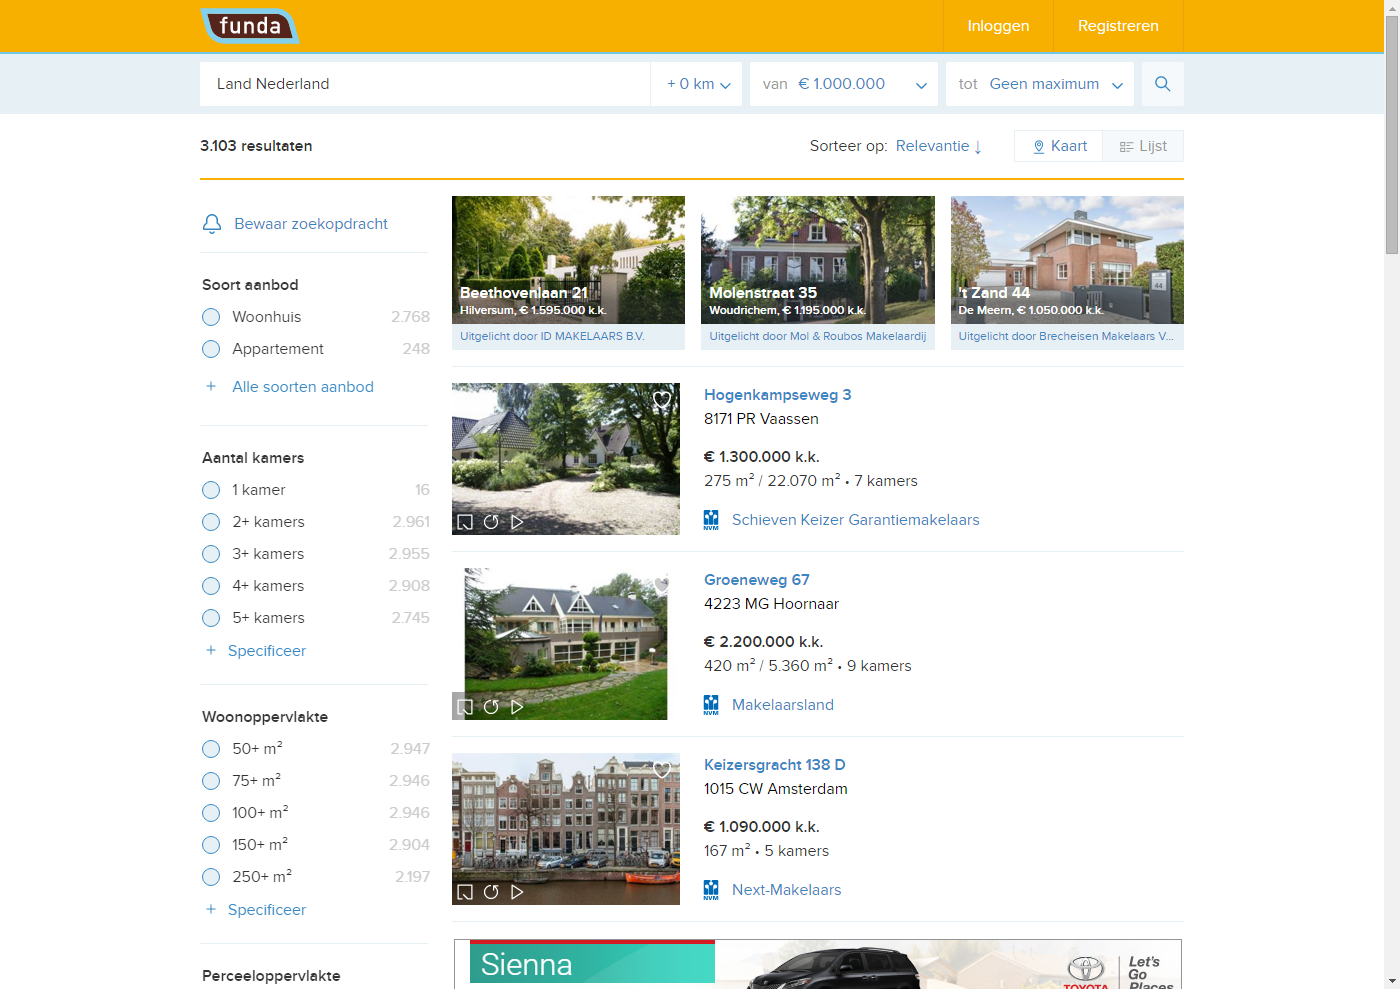 funda
Inloggen
Registreren
Land Nederland
+ 0 km
van € 1.000.000
tot Geen maximum
3.103 resultaten
Sorteer op: Relevantie ↓
Kaart
Lijst
Bewaar zoekopdracht
Soort aanbod
Woonhuis 2.768
Appartement 248
+ Alle soorten aanbod
Aantal kamers
1 kamer 16
2+ kamers 2.961
3+ kamers 2.955
4+ kamers 2.908
5+ kamers 2.745
+ Specificeer
Woonoppervlakte
50+ m² 2.947
75+ m² 2.946
100+ m² 2.946
150+ m² 2.904
250+ m² 2.197
+ Specificeer
Perceeloppervlakte
Beethovenlaan 21
Hilversum, € 1.595.000 k.k.
Uitgelicht door ID MAKELAARS B.V.
Molenstraat 35
Woudrichem, € 1.195.000 k.k.
Uitgelicht door Mol & Roubos Makelaardij
't Zand 44
De Meern, € 1.050.000 k.k.
44
Uitgelicht door Brecheisen Makelaars V...
Hogenkampseweg 3
8171 PR Vaassen
€ 1.300.000 k.k.
275 m² / 22.070 m² • 7 kamers
NVM
Schieven Keizer Garantiemakelaars
Groeneweg 67
4223 MG Hoornaar
€ 2.200.000 k.k.
420 m² / 5.360 m² • 9 kamers
NVM
Makelaarsland
Keizersgracht 138 D
1015 CW Amsterdam
€ 1.090.000 k.k.
167 m² • 5 kamers
NVM
Next-Makelaars
Sienna
TOYOTA
Let's
Go
Places